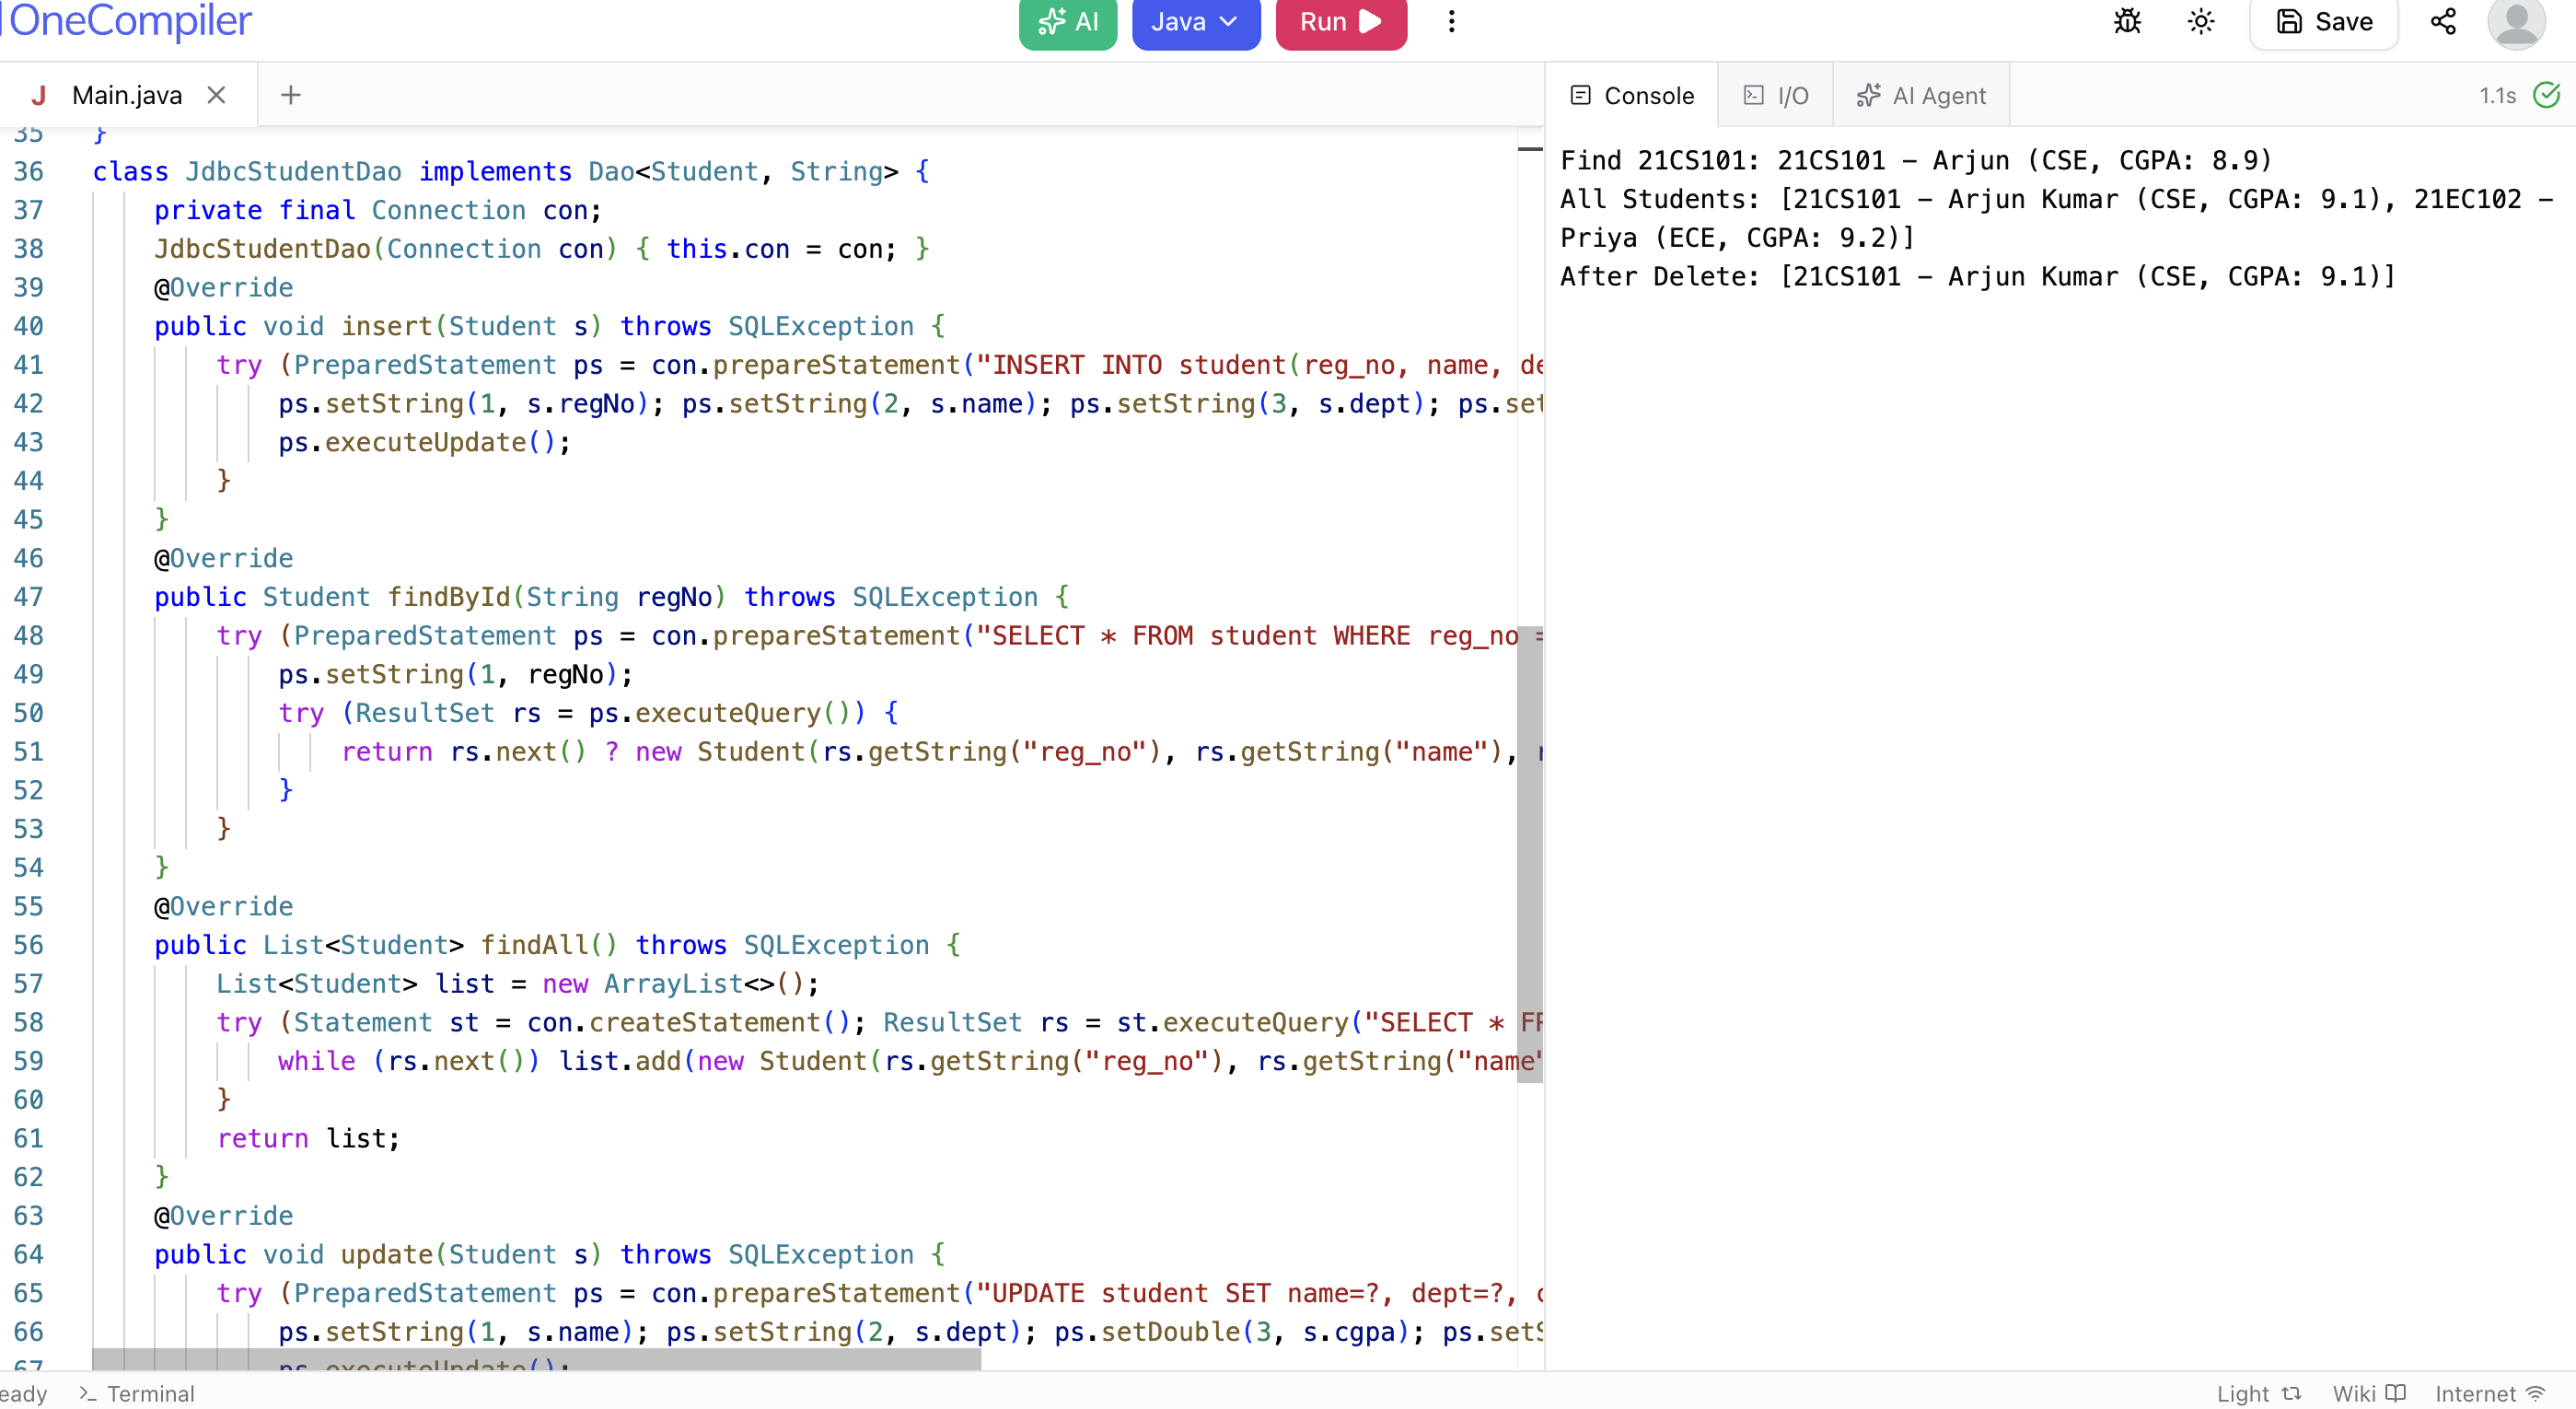 OneCompiler
AI
Java
Run
Save
J Main.java
Console
I/O
AI Agent
1.1s
35 }
36 class JdbcStudentDao implements Dao<Student, String> {
37 private final Connection con;
38 JdbcStudentDao(Connection con) { this.con = con; }
39 @Override
40 public void insert(Student s) throws SQLException {
41 try (PreparedStatement ps = con.prepareStatement("INSERT INTO student(reg_no, name, de
42 ps.setString(1, s.regNo); ps.setString(2, s.name); ps.setString(3, s.dept); ps.set
43 ps.executeUpdate();
44 }
45 }
46 @Override
47 public Student findById(String regNo) throws SQLException {
48 try (PreparedStatement ps = con.prepareStatement("SELECT * FROM student WHERE reg_no =
49 ps.setString(1, regNo);
50 try (ResultSet rs = ps.executeQuery()) {
51 return rs.next() ? new Student(rs.getString("reg_no"), rs.getString("name"), r
52 }
53 }
54 }
55 @Override
56 public List<Student> findAll() throws SQLException {
57 List<Student> list = new ArrayList<>();
58 try (Statement st = con.createStatement(); ResultSet rs = st.executeQuery("SELECT * FR
59 while (rs.next()) list.add(new Student(rs.getString("reg_no"), rs.getString("name"
60 }
61 return list;
62 }
63 @Override
64 public void update(Student s) throws SQLException {
65 try (PreparedStatement ps = con.prepareStatement("UPDATE student SET name=?, dept=?, c
66 ps.setString(1, s.name); ps.setString(2, s.dept); ps.setDouble(3, s.cgpa); ps.setS
67 ps.executeUpdate();
Find 21CS101: 21CS101 – Arjun (CSE, CGPA: 8.9)
All Students: [21CS101 – Arjun Kumar (CSE, CGPA: 9.1), 21EC102 –
Priya (ECE, CGPA: 9.2)]
After Delete: [21CS101 – Arjun Kumar (CSE, CGPA: 9.1)]
eady
Terminal
Light
Wiki
Internet